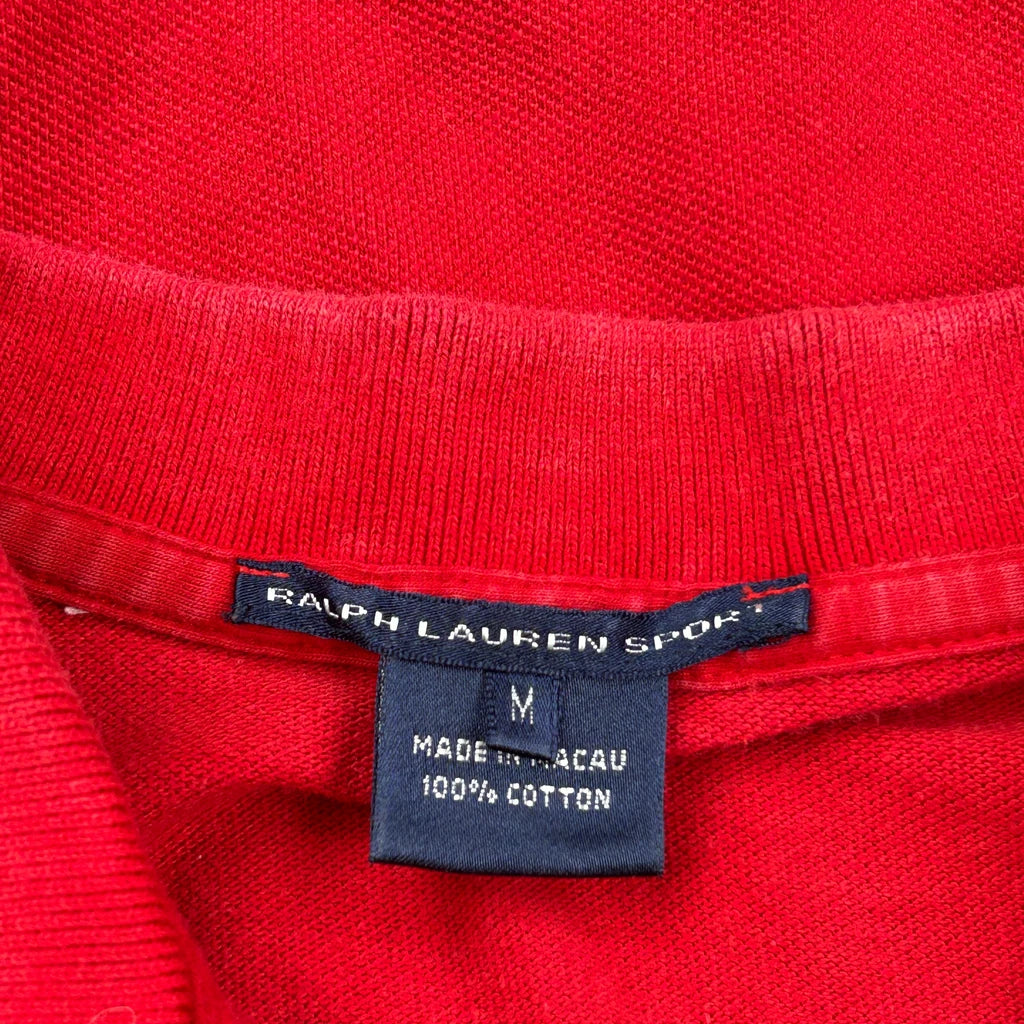 RALPH LAUREN SPORT
M
MADE IN MACAU
100% COTTON